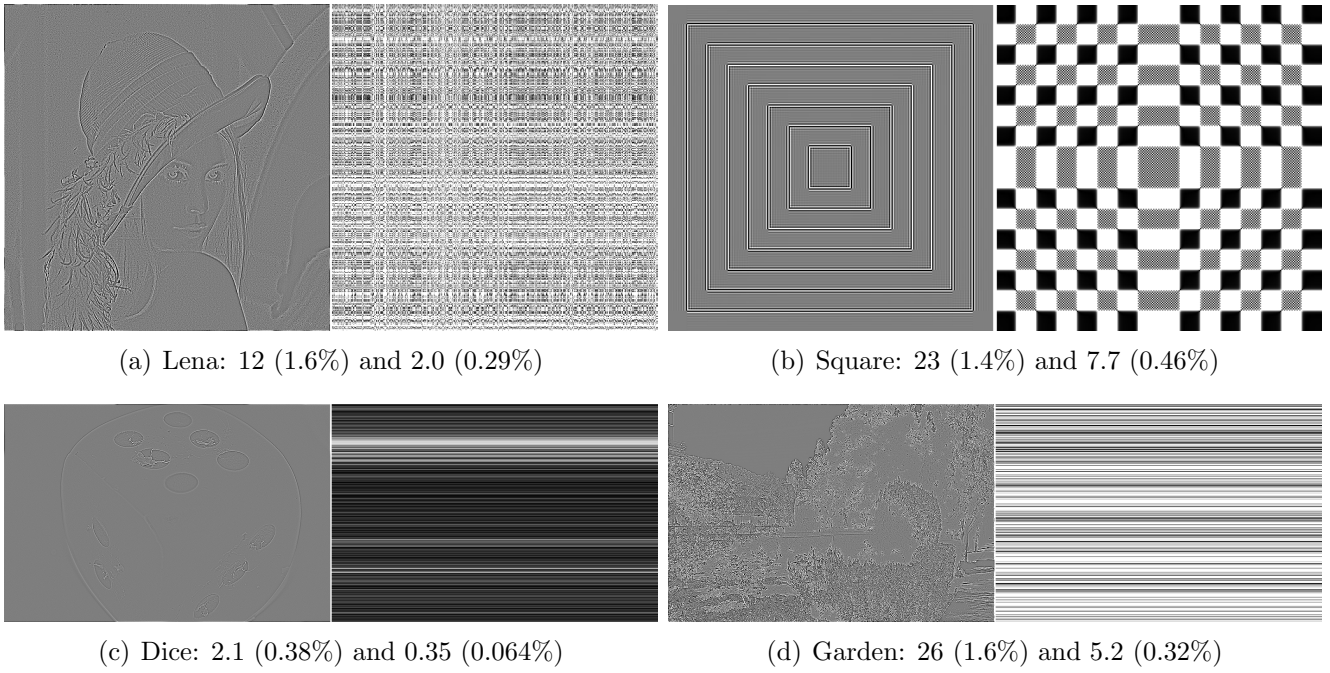 (a) Lena: 12 (1.6%) and 2.0 (0.29%)
(b) Square: 23 (1.4%) and 7.7 (0.46%)
(c) Dice: 2.1 (0.38%) and 0.35 (0.064%)
(d) Garden: 26 (1.6%) and 5.2 (0.32%)